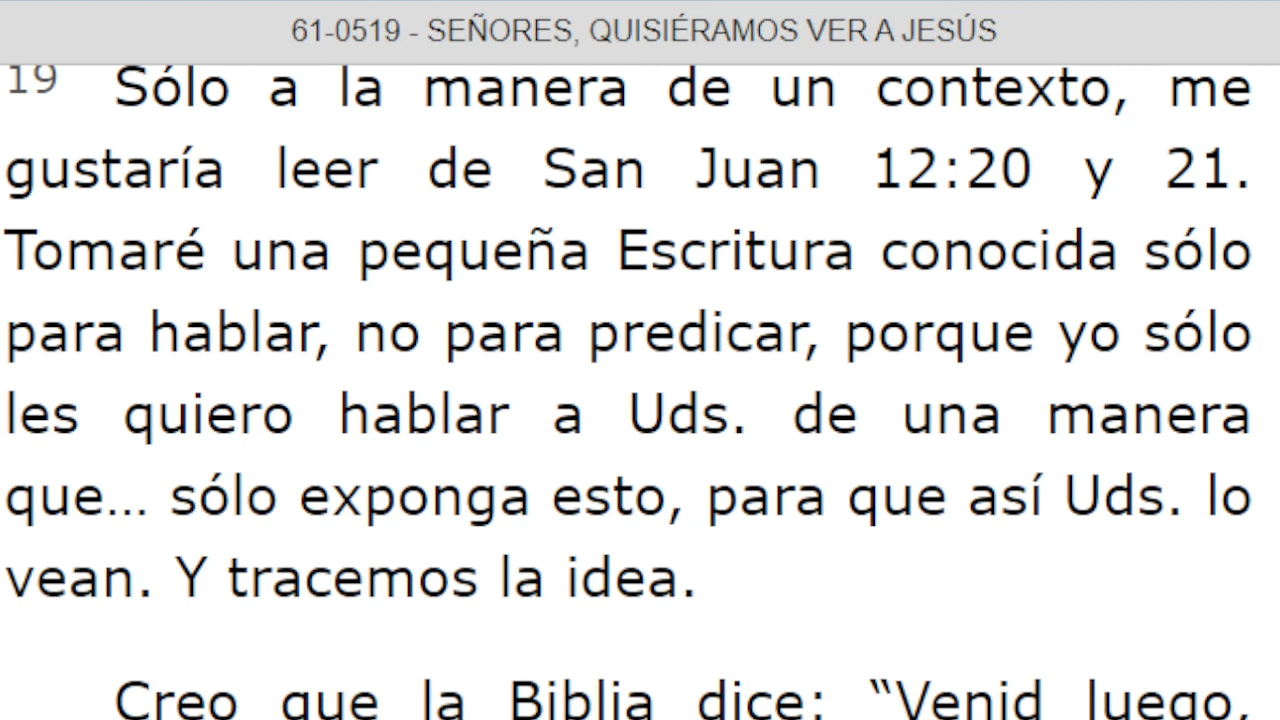 61-0519 - SEÑORES, QUISIÉRAMOS VER A JESÚS
19 Sólo a la manera de un contexto, me
gustaría leer de San Juan 12:20 y 21.
Tomaré una pequeña Escritura conocida sólo
para hablar, no para predicar, porque yo sólo
les quiero hablar a Uds. de una manera
que... sólo exponga esto, para que así Uds. lo
vean. Y tracemos la idea.
Creo que la Biblia dice: “Venid luego,